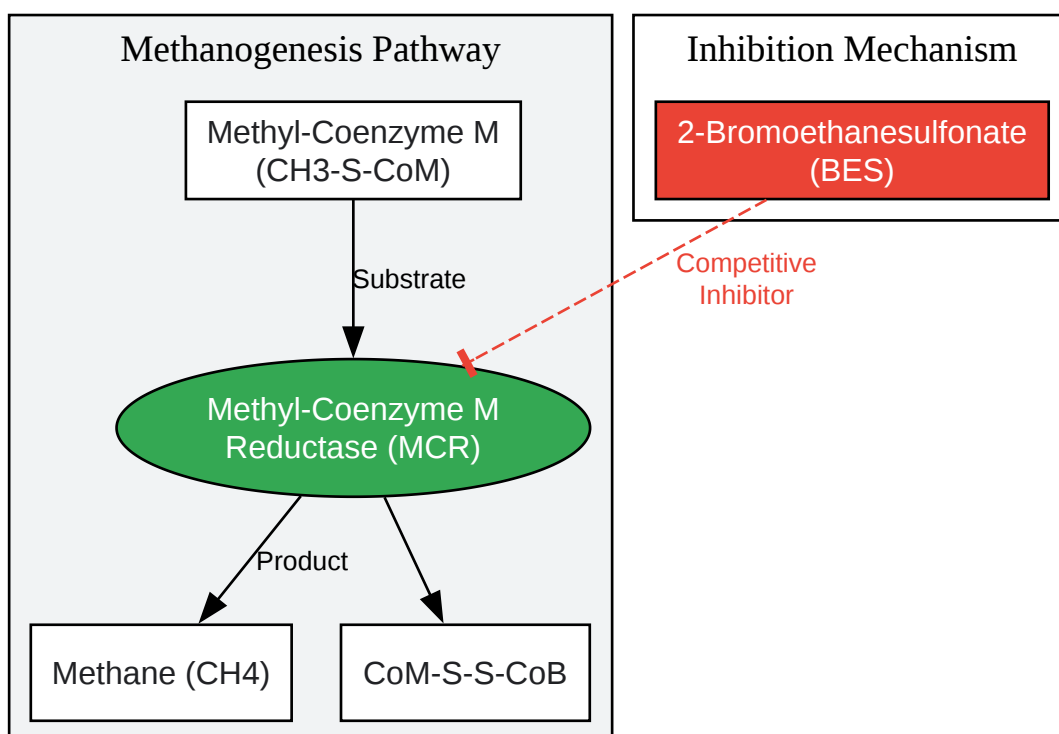 Methanogenesis Pathway
Methyl-Coenzyme M
(CH3-S-CoM)
Substrate
Methyl-Coenzyme M
Reductase (MCR)
Product
Methane (CH4)
CoM-S-S-CoB
Inhibition Mechanism
2-Bromoethanesulfonate
(BES)
Competitive
Inhibitor